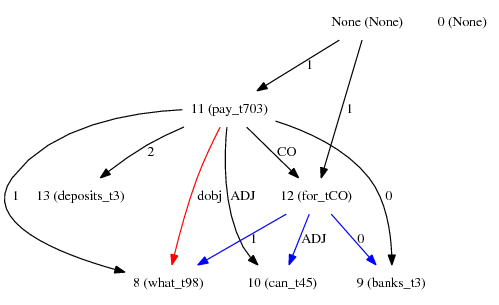 None (None) 0 (None)
1
11 (pay_t703) 1
2 CO
13 (deposits_t3) 12 (for_tCO)
1 dobj ADJ 0
1 ADJ 0
8 (what_t98) 10 (can_t45) 9 (banks_t3)